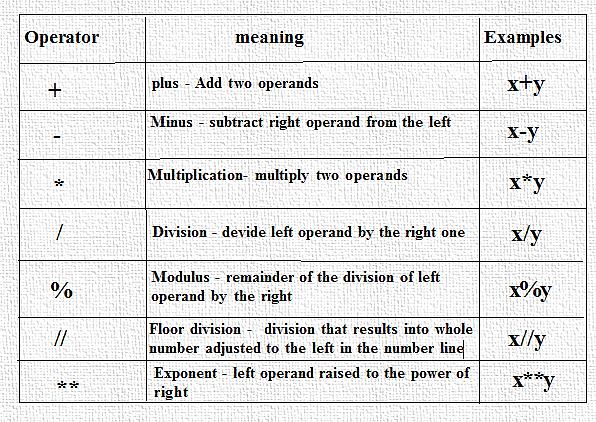 Operator meaning Examples
+ plus - Add two operands x+y
- Minus - subtract right operand from the left x-y
* Multiplication- multiply two operands x*y
/ Division - devide left operand by the right one x/y
% Modulus - remainder of the division of left x%y
operand by the right
// Floor division - division that results into whole x//y
number adjusted to the left in the number line
** Exponent - left operand raised to the power of x**y
right